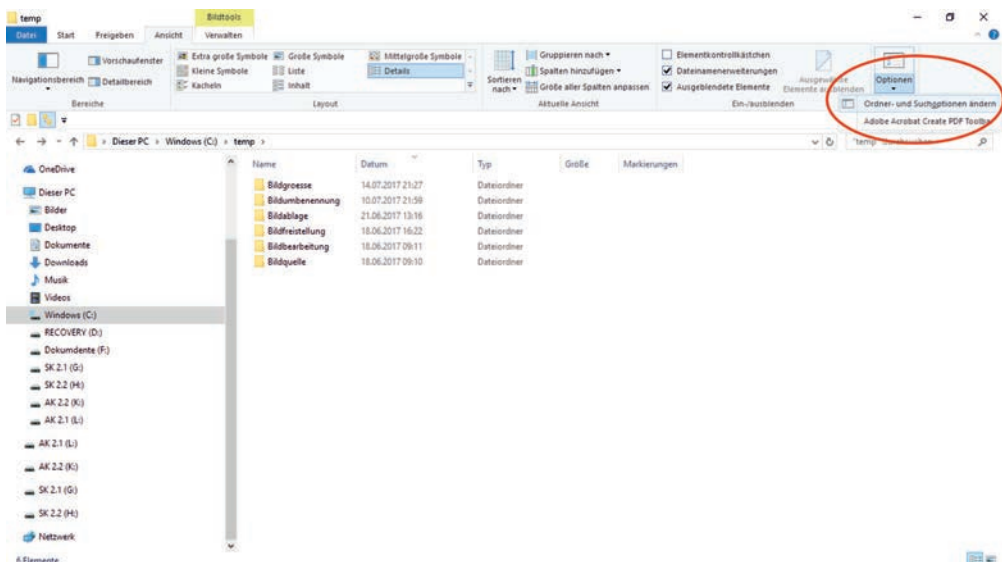 temp Bildtools
Datei Start Freigeben Ansicht Verwalten
Navigationsbereich Vorschaufenster Detailbereich
Extra große Symbole Große Symbole Mittelgroße Symbole
Kleine Symbole Liste Details
Kacheln Inhalt
Sortieren nach
Gruppieren nach
Spalten hinzufügen
Größe aller Spalten anpassen
Elementkontrollkästchen
Dateinamenerweiterungen
Ausgeblendete Elemente
Ausgewählte Elemente ausblenden
Optionen
Bereiche Layout Aktuelle Ansicht Ein-/ausblenden
Ordner- und Suchoptionen ändern
Adobe Acrobat Create PDF Toolba
Dieser PC Windows (C:) temp
Name Datum Typ Größe Markierungen
Bildgroesse 14.07.2017 21:27 Dateiordner
Bildumbenennung 10.07.2017 21:59 Dateiordner
Bildablage 21.06.2017 13:16 Dateiordner
Bildfreistellung 18.06.2017 16:22 Dateiordner
Bildbearbeitung 18.06.2017 09:11 Dateiordner
Bildquelle 18.06.2017 09:10 Dateiordner
OneDrive
Dieser PC
Bilder
Desktop
Dokumente
Downloads
Musik
Videos
Windows (C:)
RECOVERY (D:)
Dokumdente (F:)
SK 2.1 (G:)
SK 2.2 (H:)
AK 2.2 (K:)
AK 2.1 (L:)
AK 2.1 (L:)
AK 2.2 (K:)
SK 2.1 (G:)
SK 2.2 (H:)
Netzwerk
6 Elemente